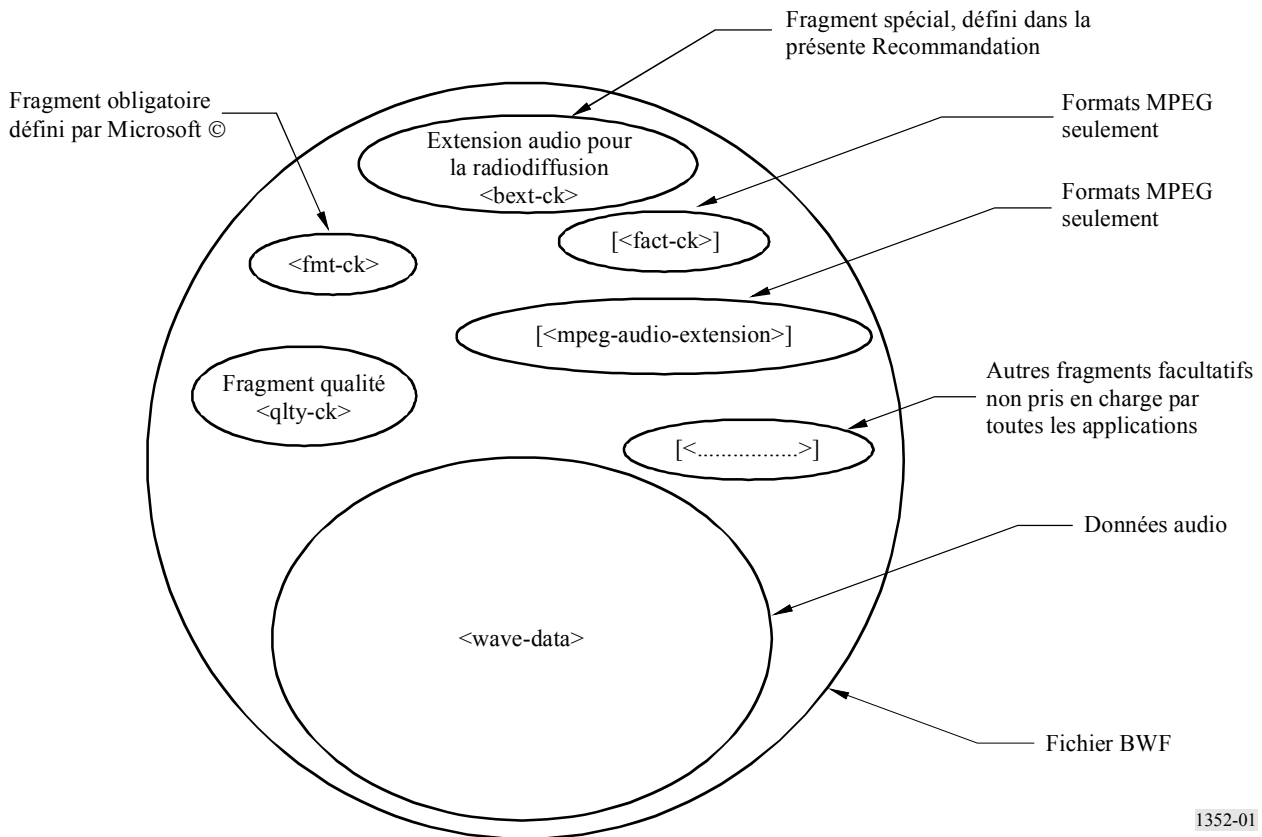 Fragment spécial, défini dans la
présente Recommandation
Fragment obligatoire
défini par Microsoft ©
Formats MPEG
seulement
Extension audio pour
la radiodiffusion
<bext-ck>
Formats MPEG
seulement
[<fact-ck>]
<fmt-ck>
[<mpeg-audio-extension>]
Fragment qualité
<qlty-ck>
Autres fragments facultatifs
non pris en charge par
toutes les applications
[<.................>]
Données audio
<wave-data>
Fichier BWF
1352-01